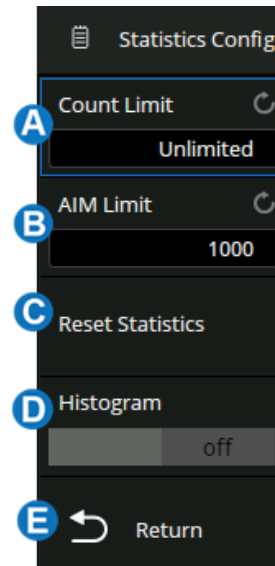 Statistics Config
A
Count Limit
Unlimited
B
AIM Limit
1000
C
Reset Statistics
D
Histogram
off
E
Return